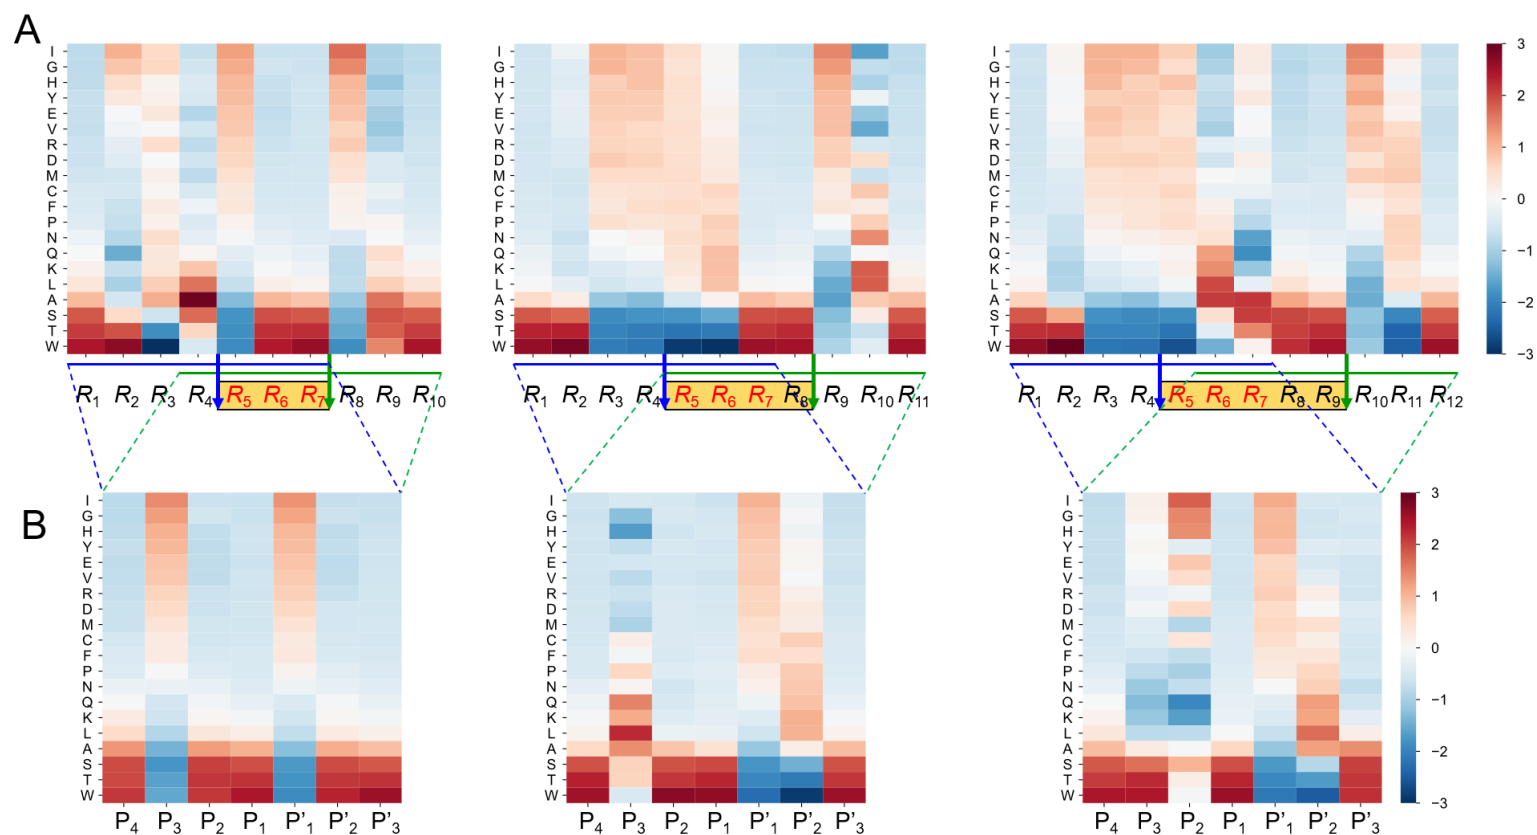 A
I
G
H
Y
E
V
R
D
M
C
F
P
N
Q
K
L
A
S
T
W
I
G
H
Y
E
V
R
D
M
C
F
P
N
Q
K
L
A
S
T
W
I
G
H
Y
E
V
R
D
M
C
F
P
N
Q
K
L
A
S
T
W
3
2
1
0
−1
−2
−3
R1 R2 R3 R4 R5 R6 R7 R8 R9 R10
R1 R2 R3 R4 R5 R6 R7 R8 R9 R10 R11
R1 R2 R3 R4 R5 R6 R7 R8 R9 R10 R11 R12
B
I
G
H
Y
E
V
R
D
M
C
F
P
N
Q
K
L
A
S
T
W
I
G
H
Y
E
V
R
D
M
C
F
P
N
Q
K
L
A
S
T
W
I
G
H
Y
E
V
R
D
M
C
F
P
N
Q
K
L
A
S
T
W
3
2
1
0
−1
−2
−3
P4 P3 P2 P1 P'1 P'2 P'3
P4 P3 P2 P1 P'1 P'2 P'3
P4 P3 P2 P1 P'1 P'2 P'3